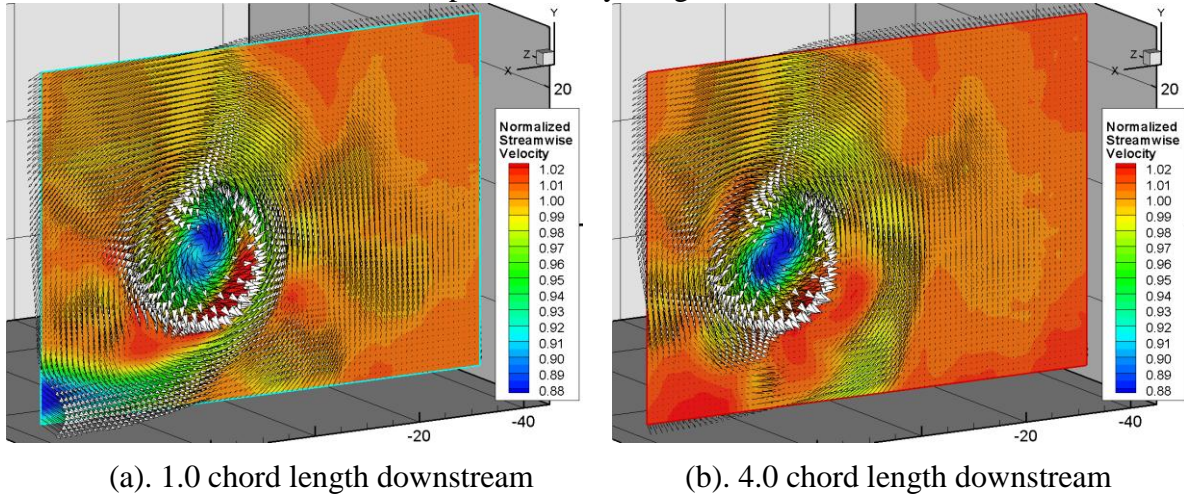 Y
Z
X
20
Normalized
Streamwise
Velocity
1.02
1.01
1.00
0.99
0.98
0.97
0.96
0.95
0.94
0.93
0.92
0.91
0.90
0.89
0.88
-20
-40
Y
Z
X
20
Normalized
Streamwise
Velocity
1.02
1.01
1.00
0.99
0.98
0.97
0.96
0.95
0.94
0.93
0.92
0.91
0.90
0.89
0.88
-20
-40
(a). 1.0 chord length downstream
(b). 4.0 chord length downstream